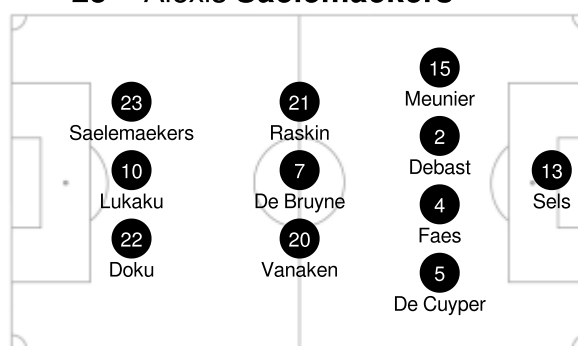 23 Alexis Saelemaekers
23
Saelemaekers
10
Lukaku
22
Doku
21
Raskin
7
De Bruyne
20
Vanaken
15
Meunier
2
Debast
4
Faes
5
De Cuyper
13
Sels